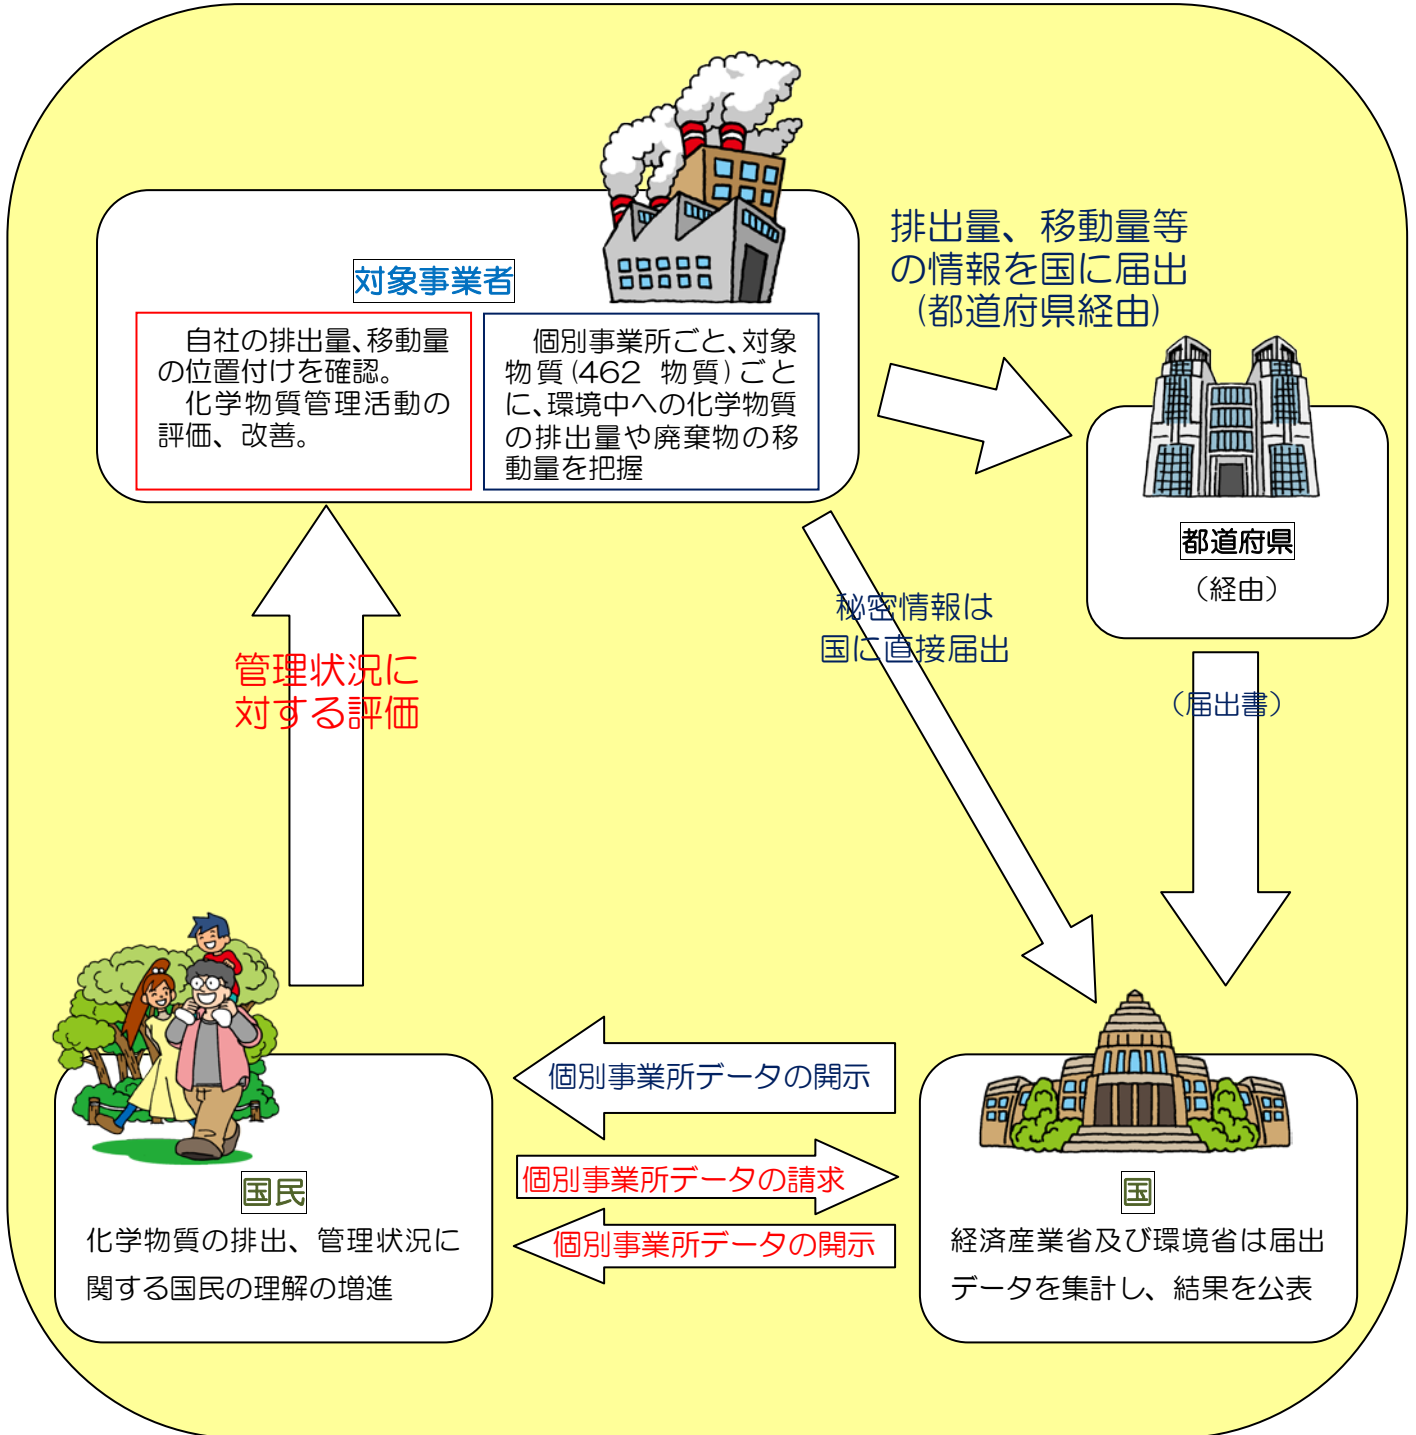 対象事業者
自社の排出量、移動量
の位置付けを確認。
化学物質管理活動の
評価、改善。
個別事業所ごと、対象
物質(462 物質)ごと
に、環境中への化学物質
の排出量や廃棄物の移
動量を把握
排出量、移動量等
の情報を国に届出
(都道府県経由)
都道府県
（経由）
秘密情報は
国に直接届出
（届出書）
管理状況に
対する評価
個別事業所データの開示
個別事業所データの請求
個別事業所データの開示
国民
化学物質の排出、管理状況に
関する国民の理解の増進
国
経済産業省及び環境省は届出
データを集計し、結果を公表